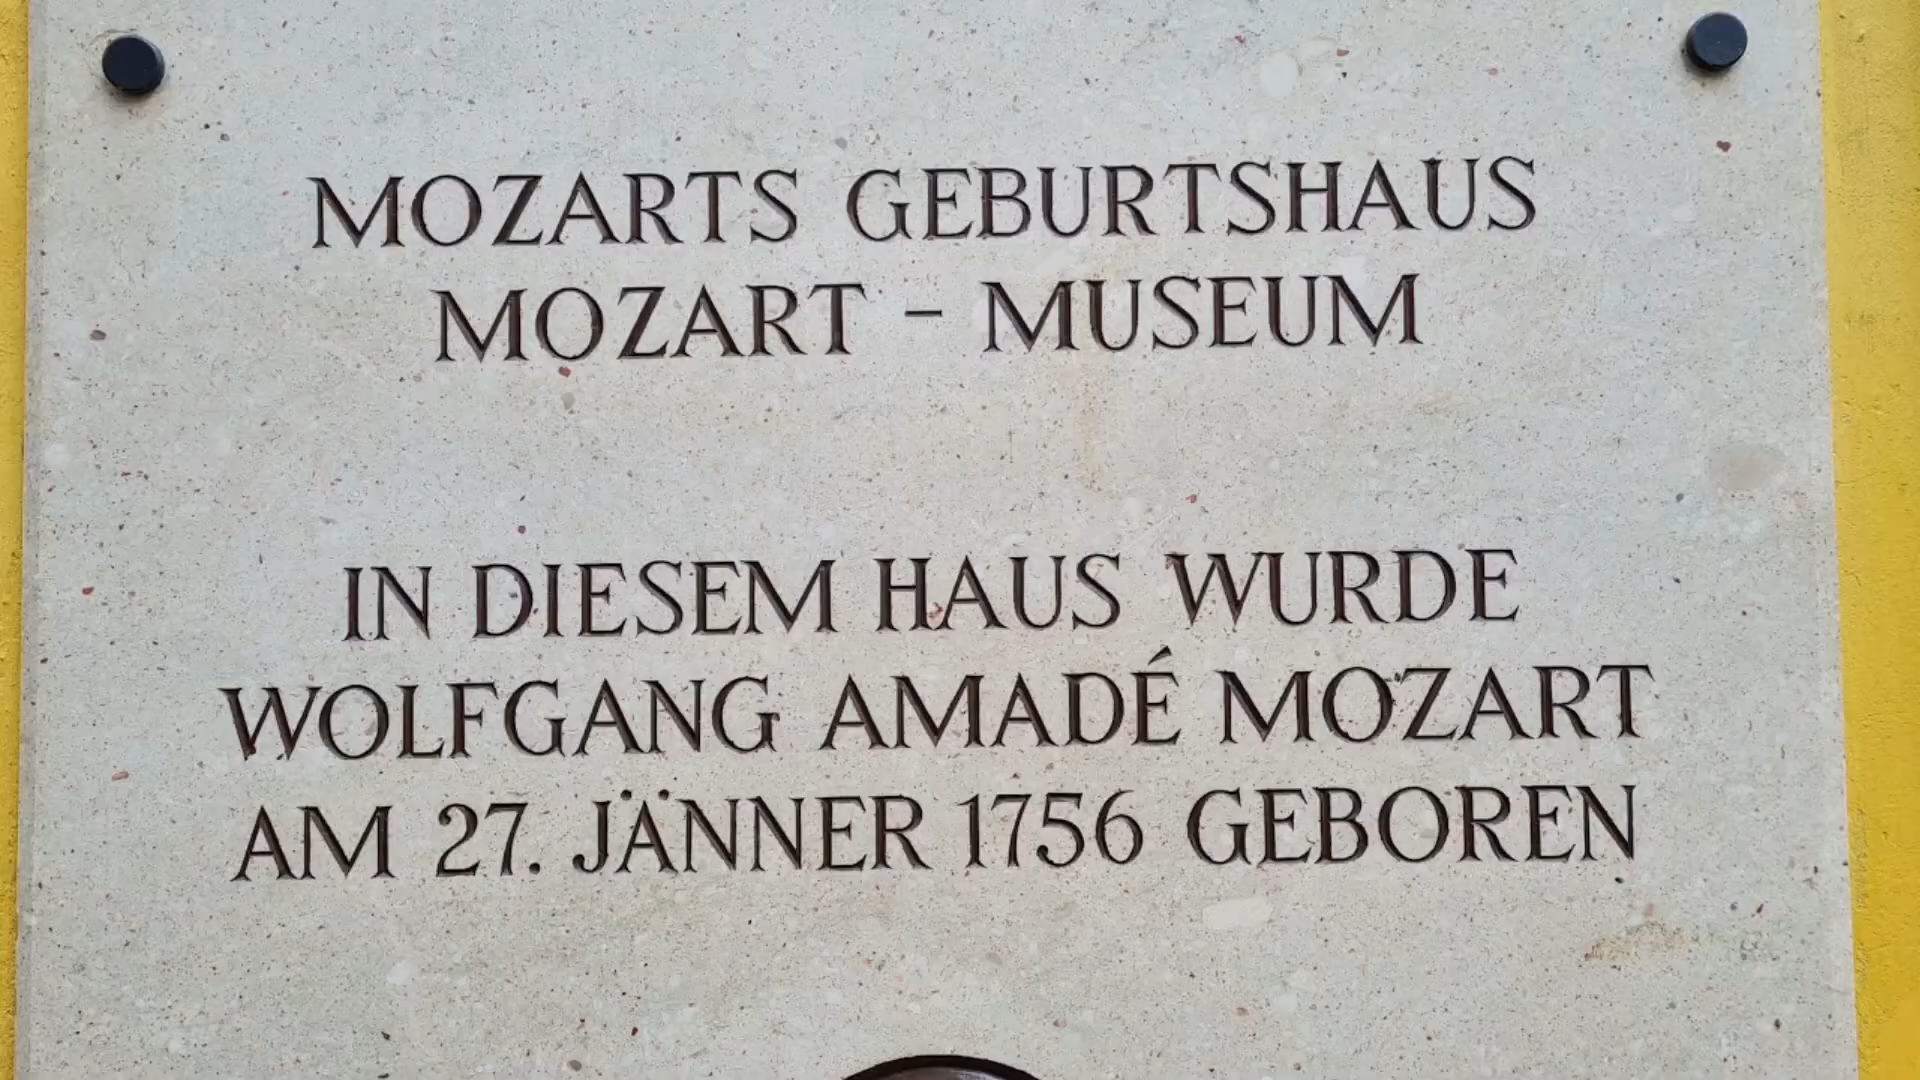 MOZARTS GEBURTSHAUS
MOZART - MUSEUM
IN DIESEM HAUS WURDE
WOLFGANG AMADÉ MOZART
AM 27. JÄNNER 1756 GEBOREN